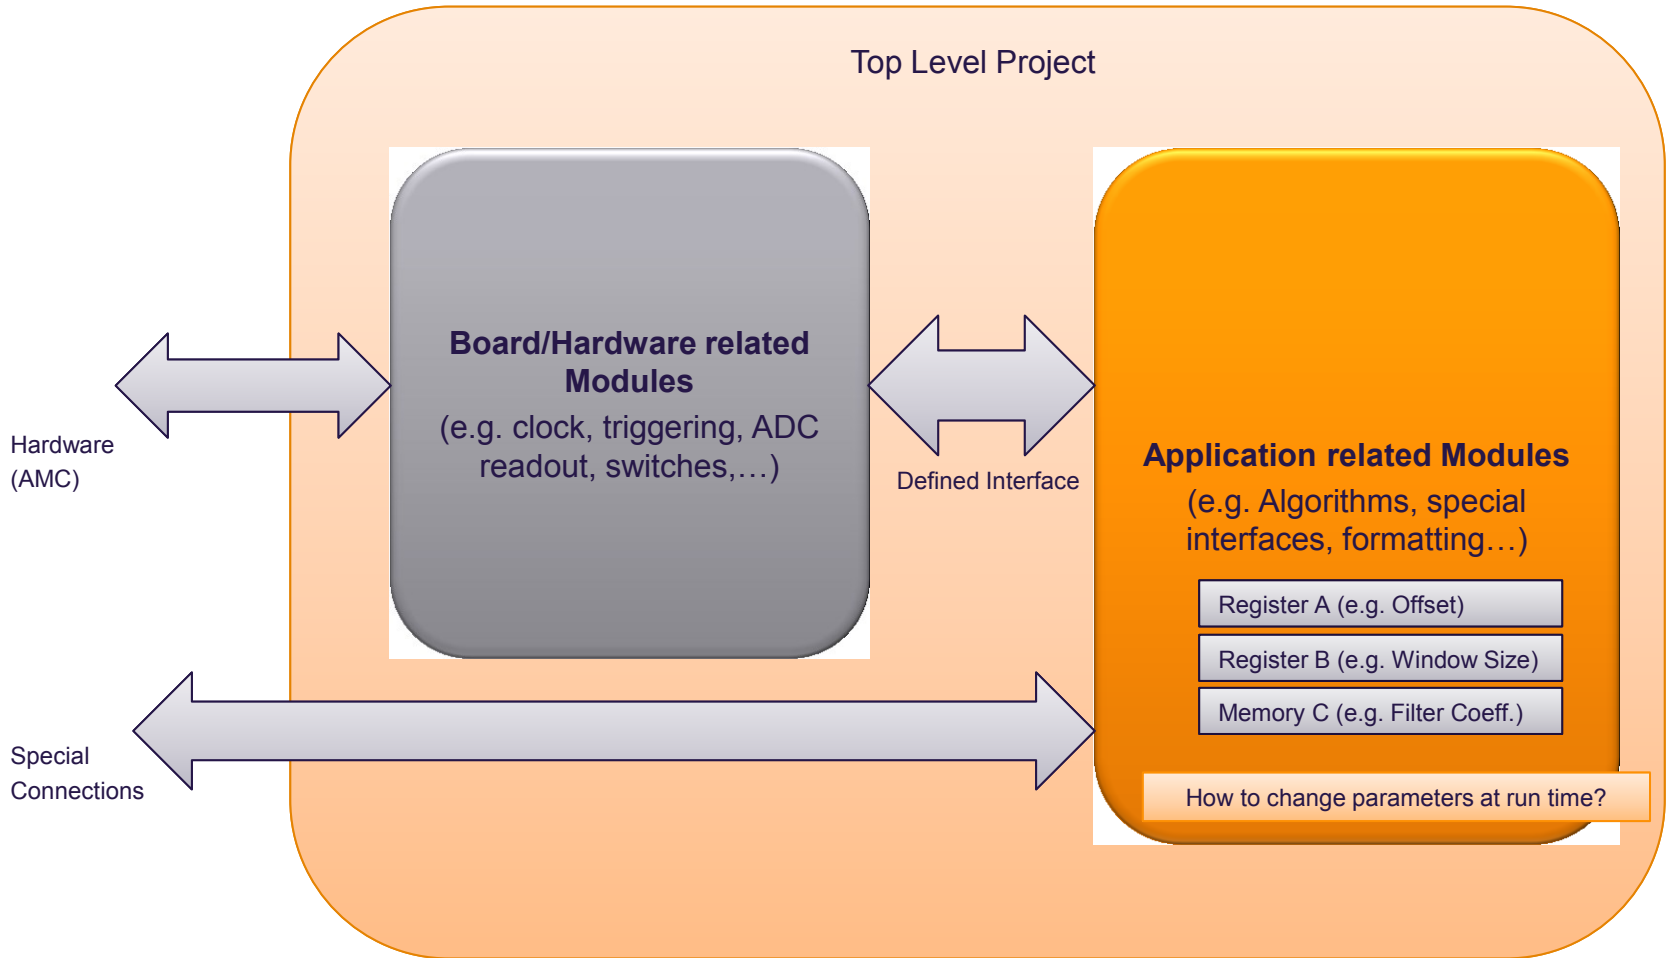 Top Level Project
Board/Hardware related
Modules
(e.g. clock, triggering, ADC
readout, switches,…)
Hardware
(AMC)
Defined Interface
Application related Modules
(e.g. Algorithms, special
interfaces, formatting…)
Register A (e.g. Offset)
Register B (e.g. Window Size)
Memory C (e.g. Filter Coeff.)
Special
Connections
How to change parameters at run time?